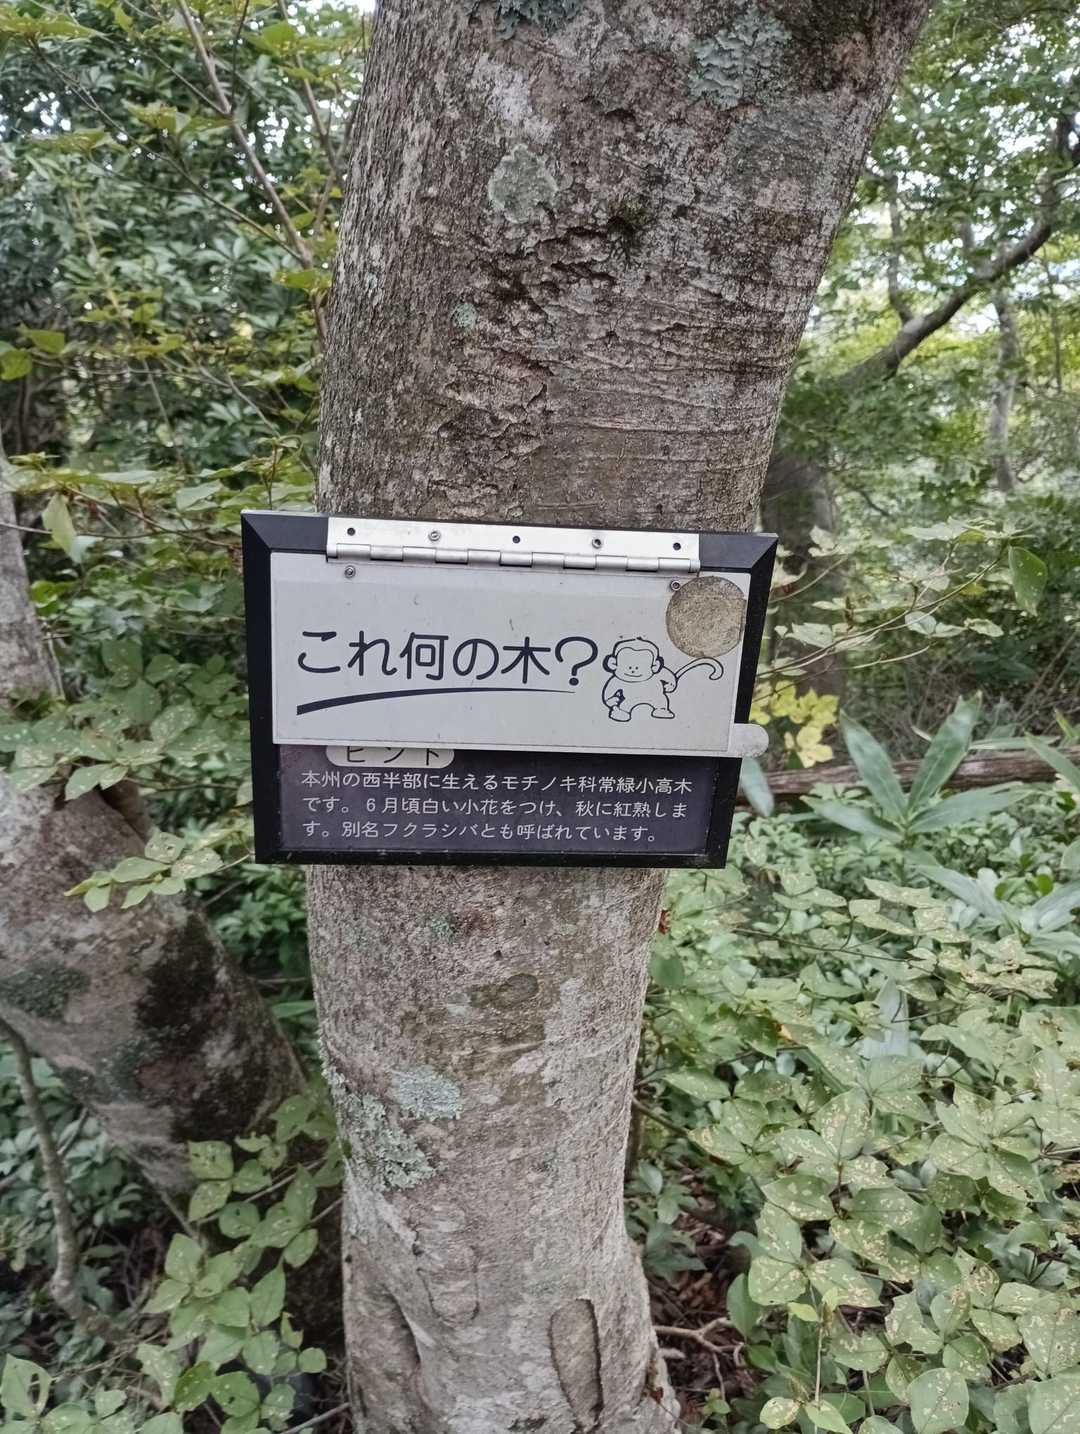 これ何の木?
ヒント
本州の西半部に生えるモチノキ科常緑小高木
です。6月頃白い小花をつけ、秋に紅熟しま
す。別名フクラシバとも呼ばれています。